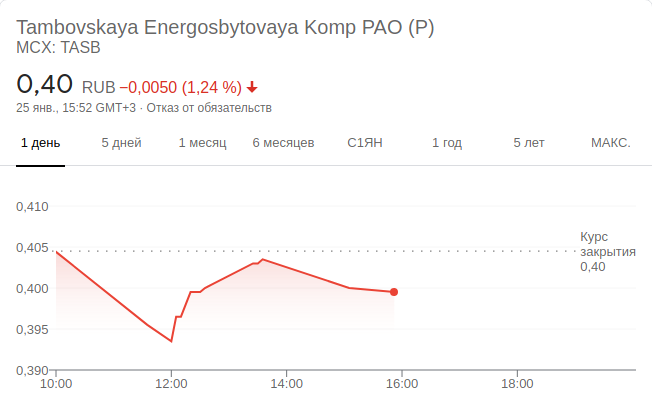 Tambovskaya Energosbytovaya Komp PAO (P)
MCX: TASB
0,40 RUB −0,0050 (1,24 %)
25 янв., 15:52 GMT+3 · Отказ от обязательств
1 день 5 дней 1 месяц 6 месяцев С1ЯН 1 год 5 лет МАКС.
0,410
0,405
0,400
0,395
0,390
Курс
закрытия
0,40
10:00 12:00 14:00 16:00 18:00